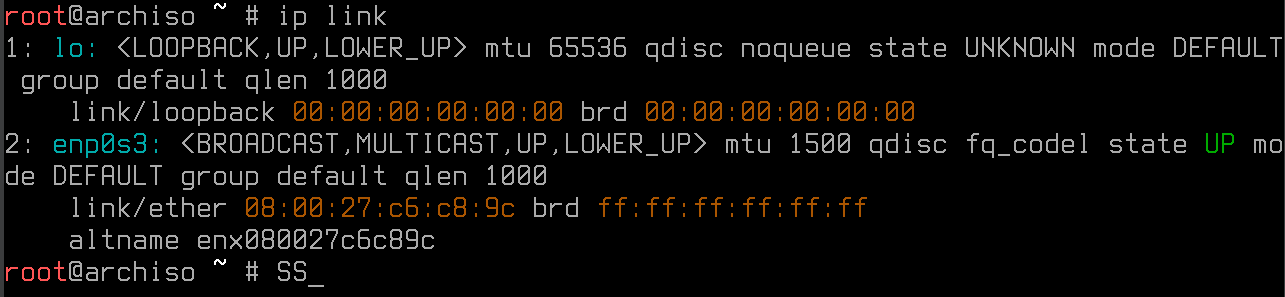 root@archiso ~ # ip link
1: lo: <LOOPBACK,UP,LOWER_UP> mtu 65536 qdisc noqueue state UNKNOWN mode DEFAULT
 group default qlen 1000
    link/loopback 00:00:00:00:00:00 brd 00:00:00:00:00:00
2: enp0s3: <BROADCAST,MULTICAST,UP,LOWER_UP> mtu 1500 qdisc fq_codel state UP mo
de DEFAULT group default qlen 1000
    link/ether 08:00:27:c6:c8:9c brd ff:ff:ff:ff:ff:ff
    altname enx080027c6c89c
root@archiso ~ # SS_